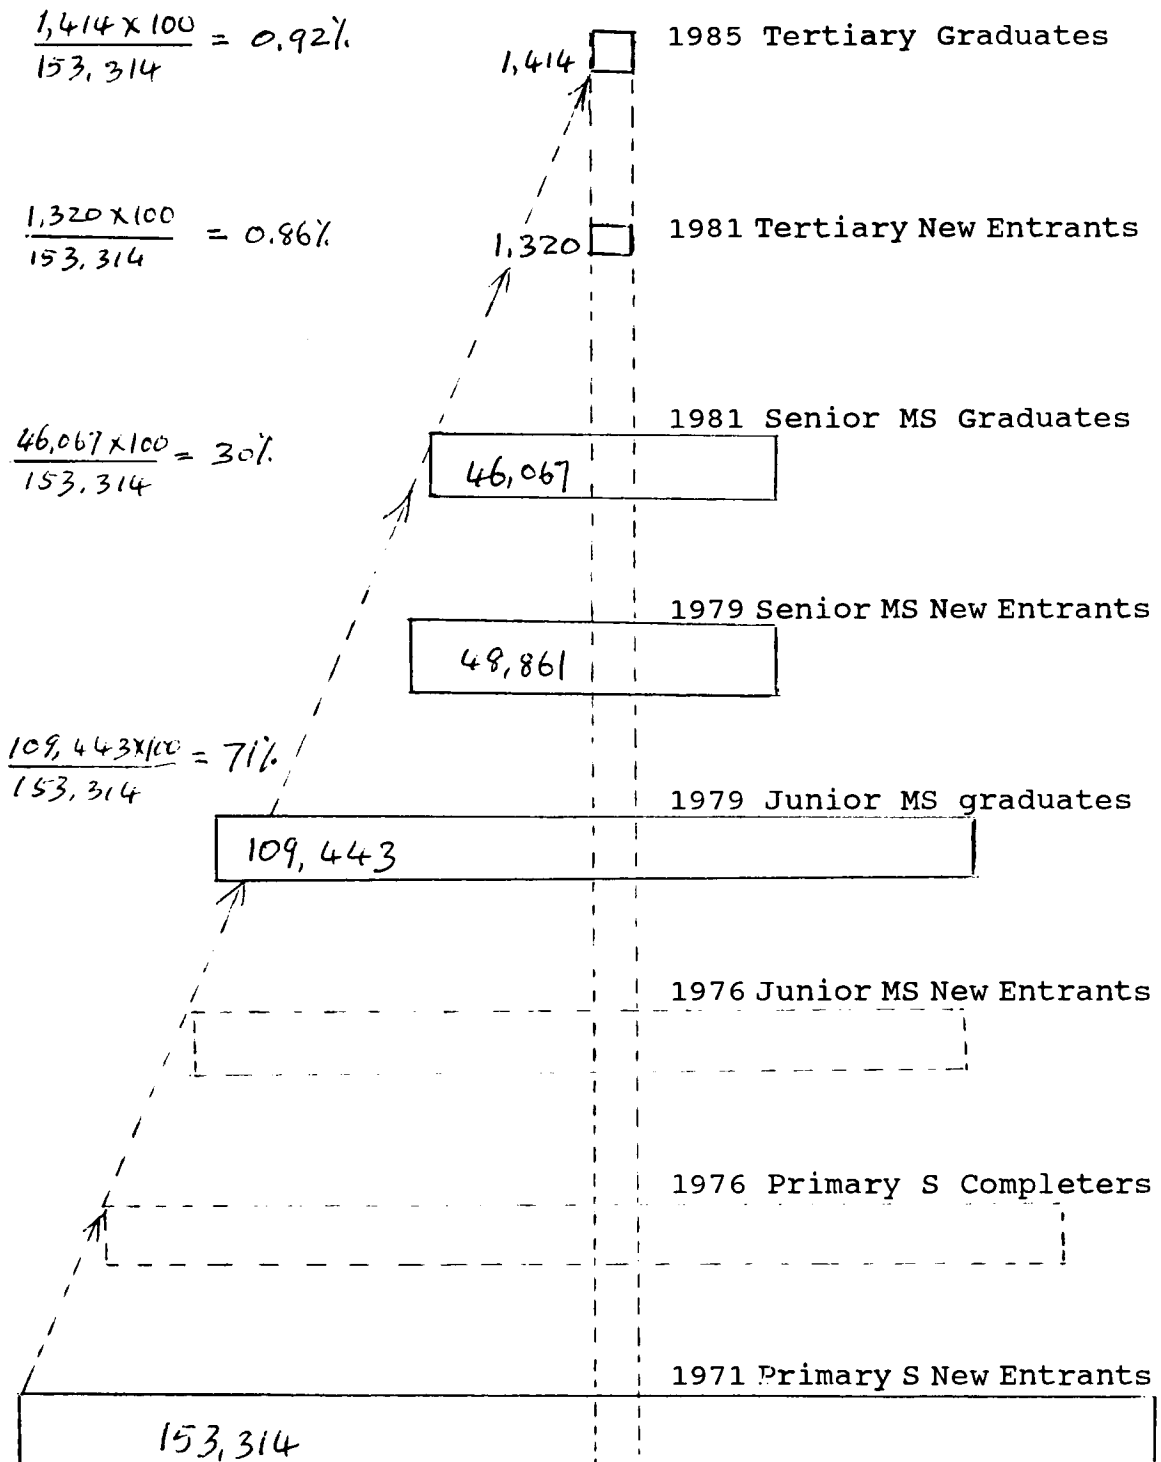 1,414 x 100 = 0.92%
153,314
1,414
1985 Tertiary Graduates
1,320 x 100 = 0.86%
153,314
1,320
1981 Tertiary New Entrants
1981 Senior MS Graduates
46,067 x 100 = 30%
153,314
46,067
1979 Senior MS New Entrants
48,861
109,443 x 100 = 71%
153,314
1979 Junior MS graduates
109,443
1976 Junior MS New Entrants
1976 Primary S Completers
1971 Primary S New Entrants
153,314